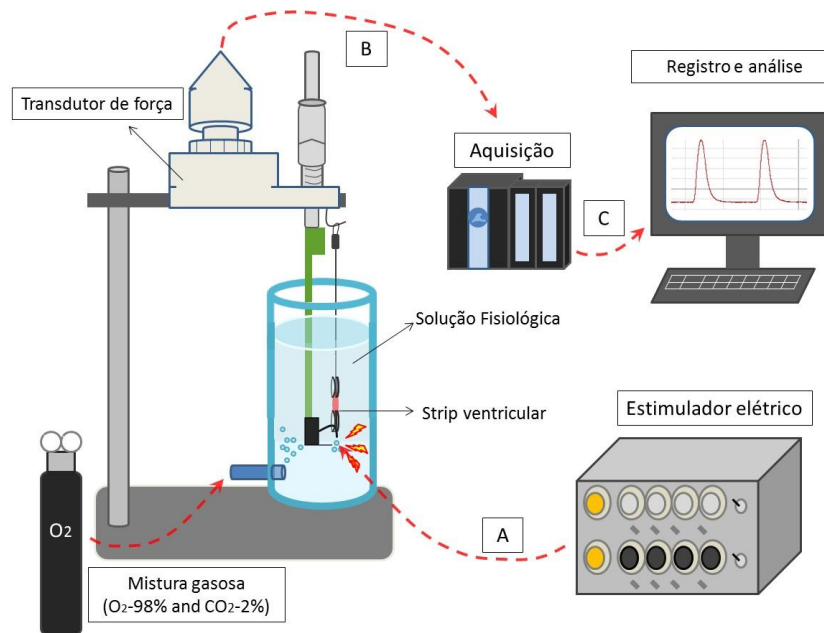 B
Registro e análise
Transdutor de força
Aquisição
C
Solução Fisiológica
Strip ventricular
Estimulador elétrico
O2
A
Mistura gasosa
(O2-98% and CO2-2%)